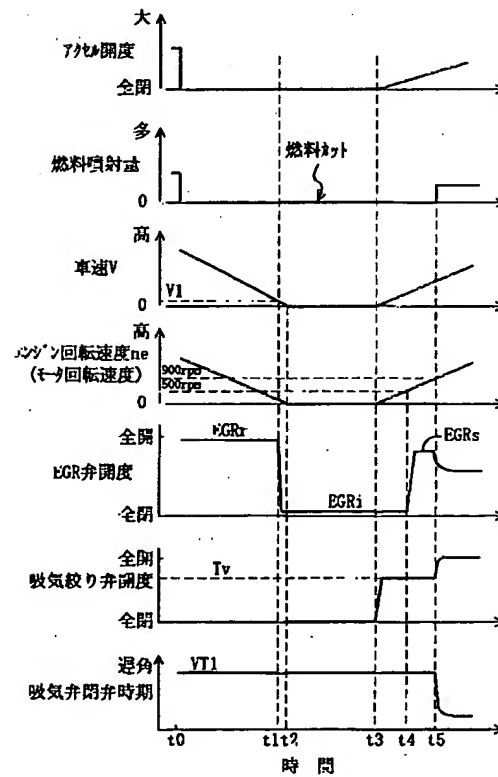 大
アクセル開度
全閉
多
燃料カット
燃料噴射量
0
高
車速V
V1
0
高
エンジン回転速度ne
900rpm
(モータ回転速度)
500rpm
0
全開
EGRr
EGRs
EGR弁開度
全閉
EGRi
全開
Tv
吸気絞り弁開度
全閉
遅角
VT1
吸気弁閉弁時期
t0 t1 t2 t3 t4 t5
時 間